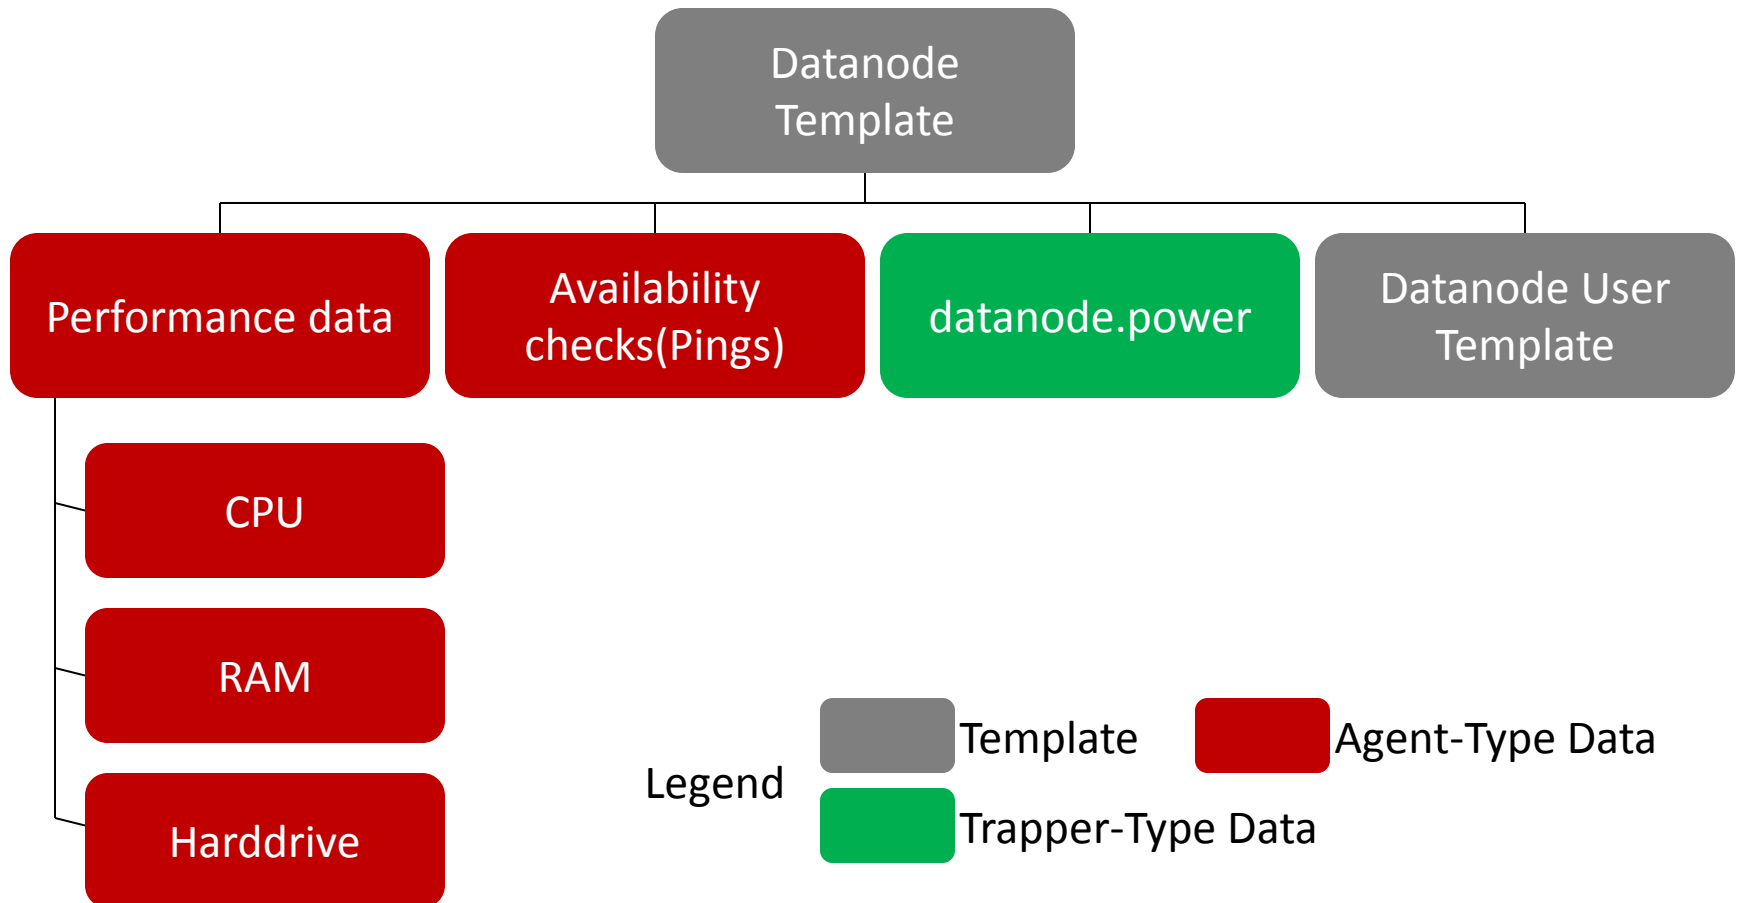 Datanode
Template
Performance data
Availability
checks(Pings)
datanode.power
Datanode User
Template
CPU
RAM
Harddrive
Legend
Template
Agent-Type Data
Trapper-Type Data